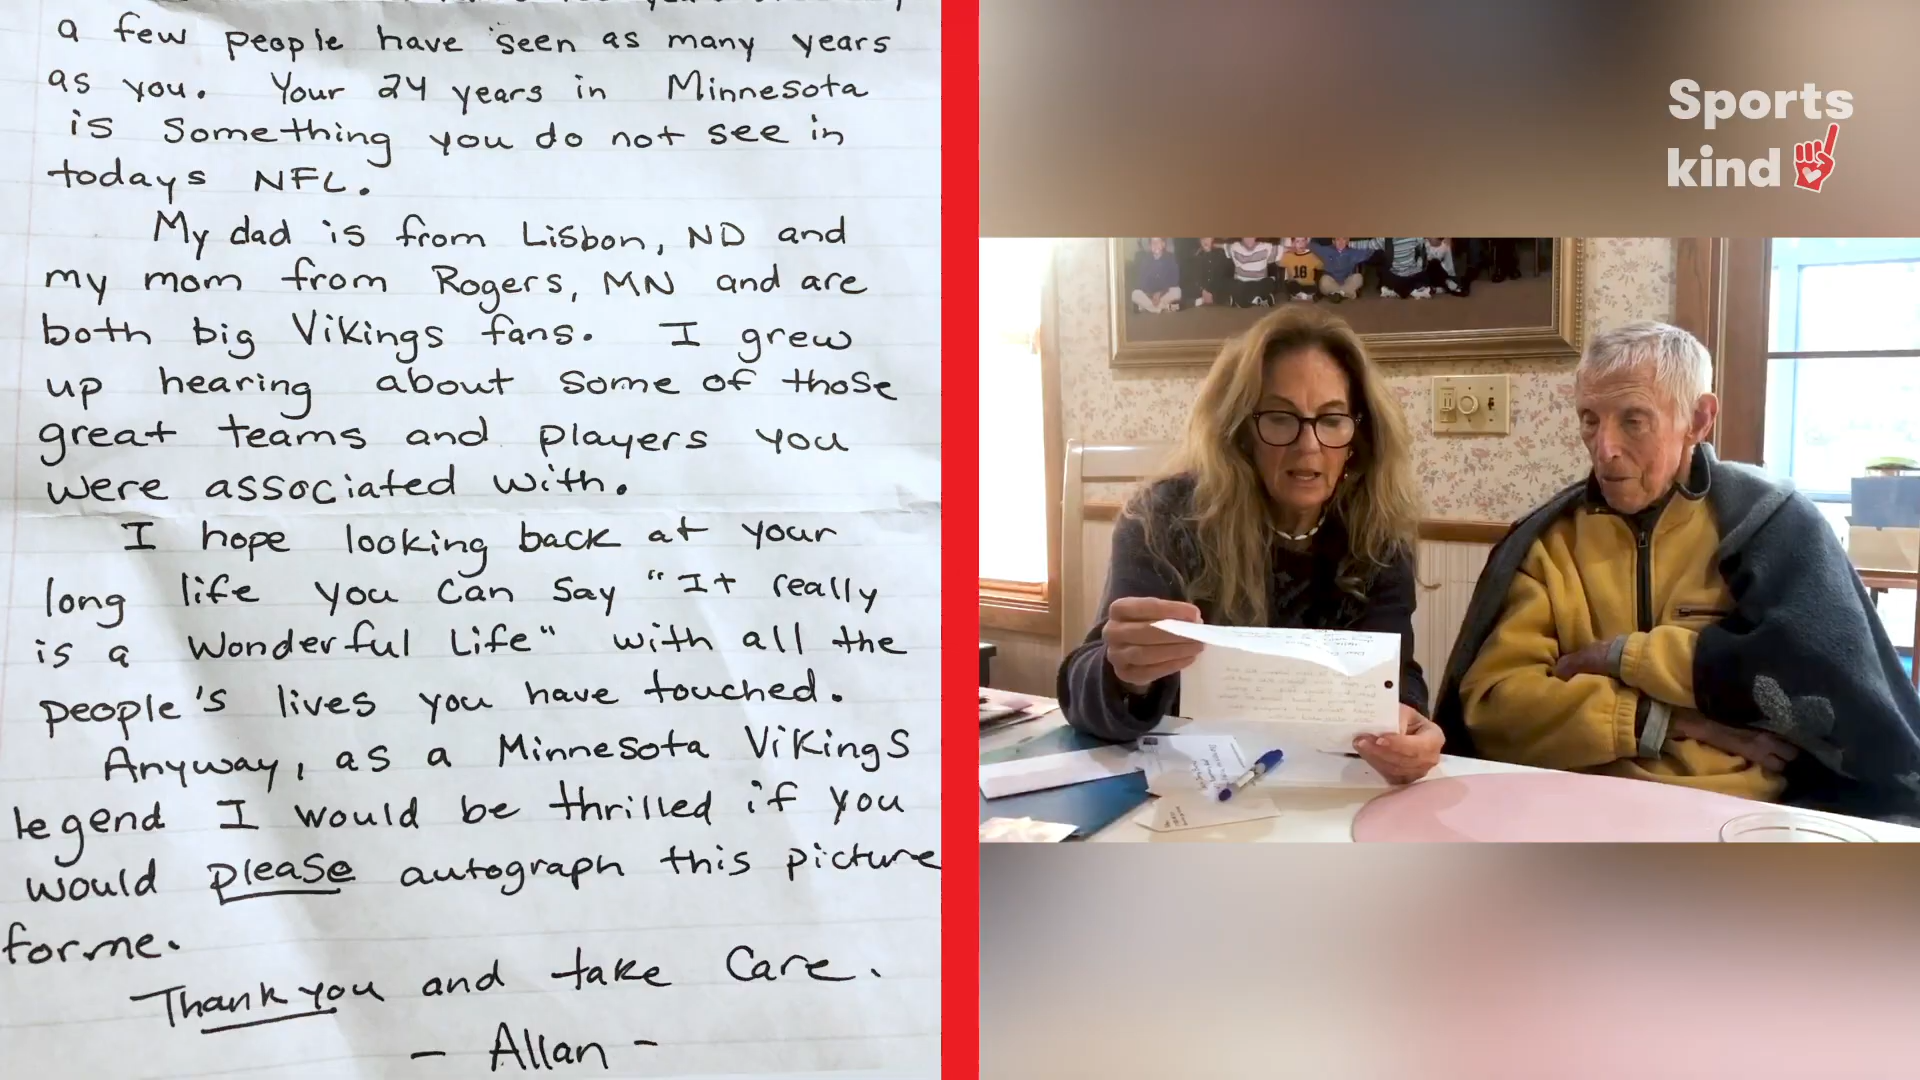 a few people have seen as many years
as you. Your 24 years in Minnesota
is something you do not see in
todays NFL.
My dad is from Lisbon, ND and
my mom from Rogers, MN and are
both big Vikings fans. I grew
up hearing about some of those
great teams and players you
were associated with.
I hope looking back at your
long life you can say "It really
is a Wonderful Life" with all the
people's lives you have touched.
Anyway, as a Minnesota Vikings
legend I would be thrilled if you
would please autograph this picture
for me.
Thank you and take care.
- Allan -
Sports
kind
16